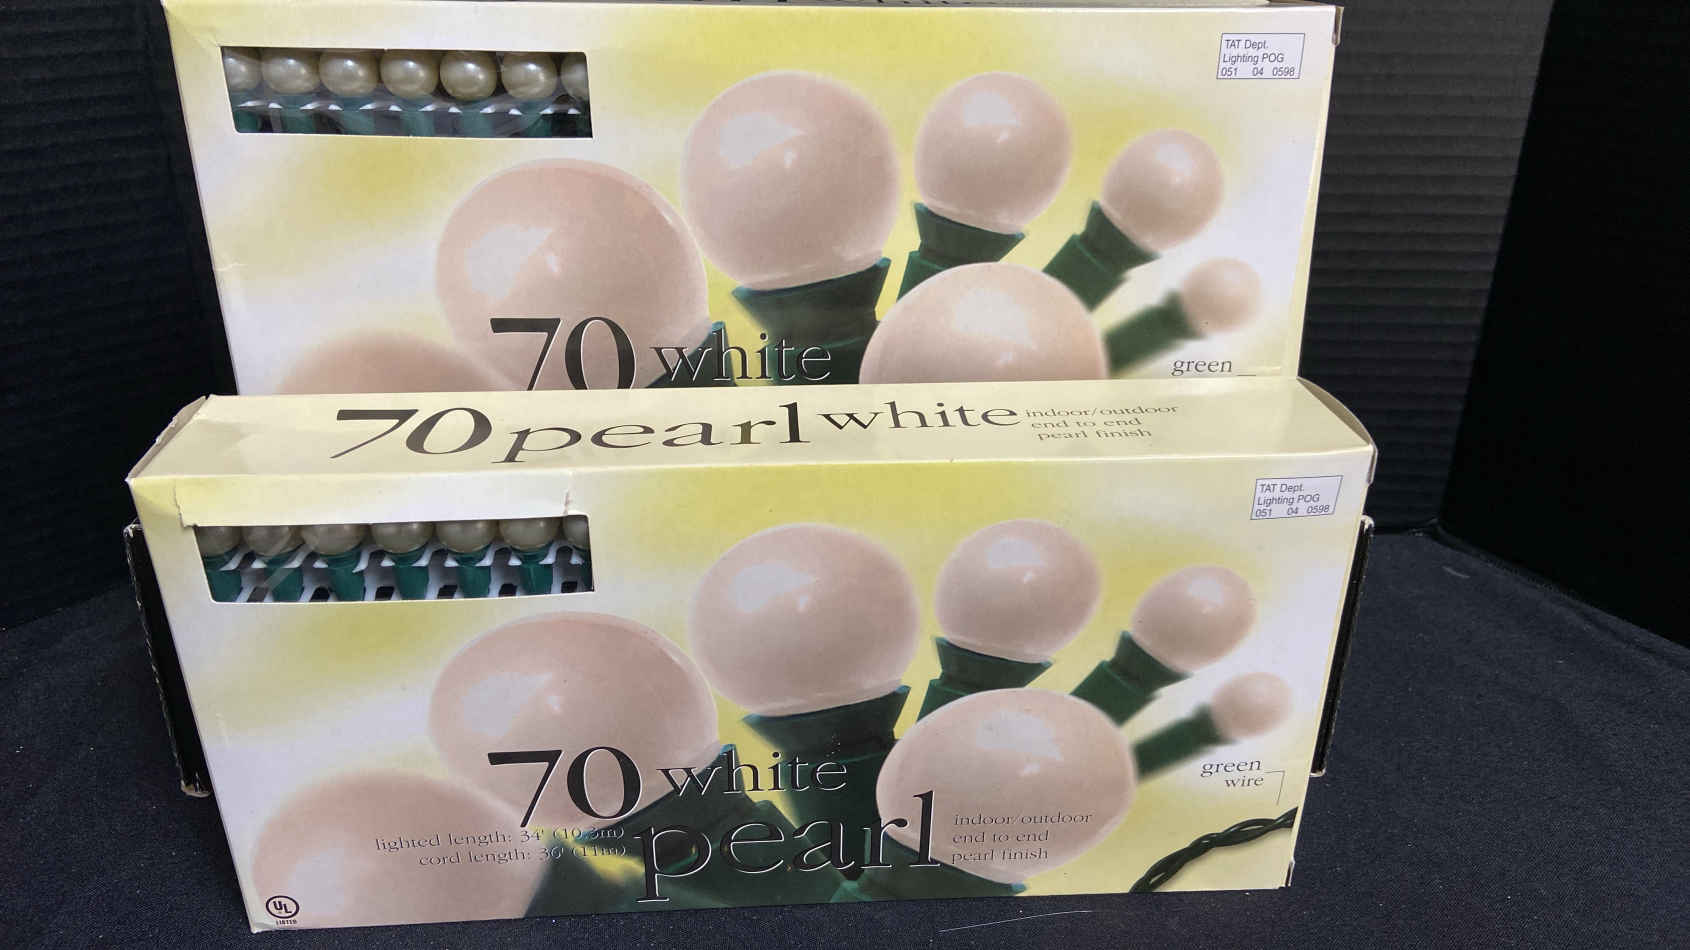 TAT Dept.
Lighting POG
051 04 0598
70 white
green
70 pearl white
indoor/outdoor
end to end
pearl finish
TAT Dept.
Lighting POG
051 04 0598
70 white
pearl
green
wire
lighted length: 34' (10.3m)
cord length: 36' (11m)
indoor/outdoor
end to end
pearl finish
UL
LISTED